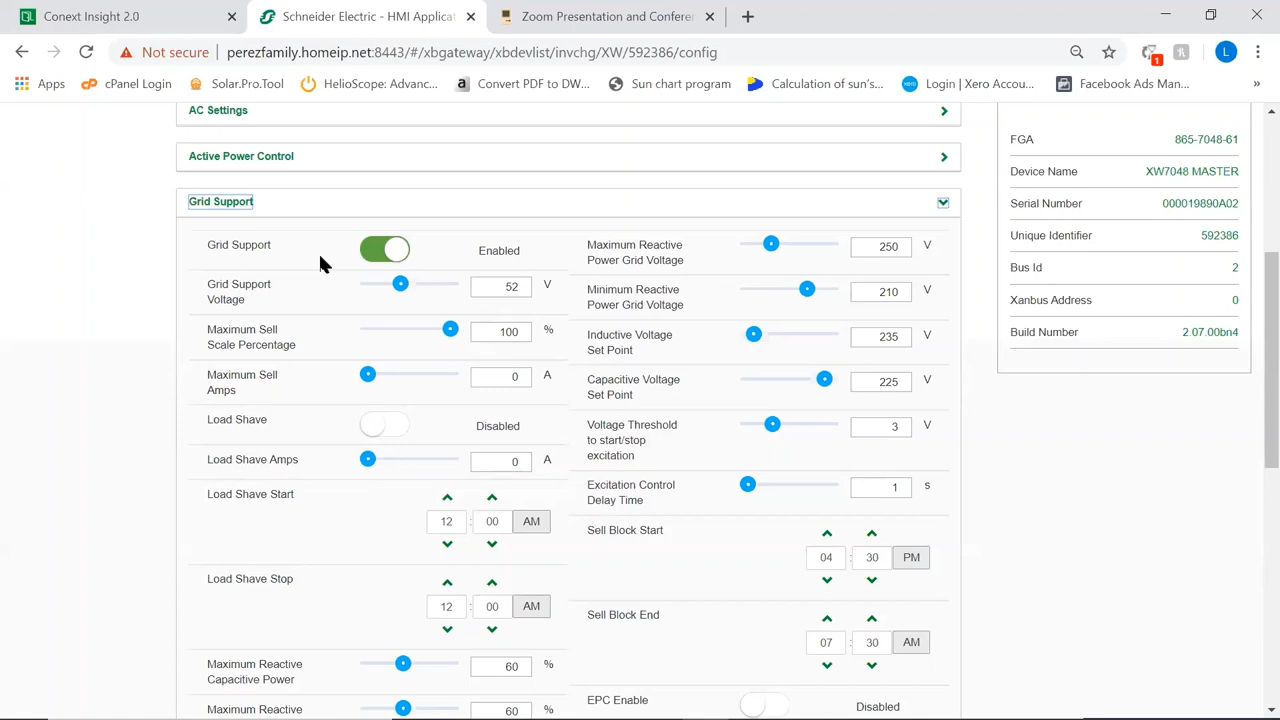 Conext Insight 2.0
Schneider Electric - HMI Applicat
Zoom Presentation and Conferen
Not secure
perezfamily.homeip.net:8443/#/xbgateway/xbdevlist/invchg/XW/592386/config
1
L
Apps
cPanel Login
Solar.Pro.Tool
HelioScope: Advanc...
Convert PDF to DW...
Sun chart program
Calculation of sun's...
Login | Xero Accou...
Facebook Ads Man...
»
AC Settings
Active Power Control
Grid Support
Grid Support
Enabled
Grid Support
Voltage
52 V
Maximum Sell
Scale Percentage
100 %
Maximum Sell
Amps
0 A
Load Shave
Disabled
Load Shave Amps
0 A
Load Shave Start
12 : 00 AM
Load Shave Stop
12 : 00 AM
Maximum Reactive
Capacitive Power
60 %
Maximum Reactive
60 %
Maximum Reactive
Power Grid Voltage
250 V
Minimum Reactive
Power Grid Voltage
210 V
Inductive Voltage
Set Point
235 V
Capacitive Voltage
Set Point
225 V
Voltage Threshold
to start/stop
excitation
3 V
Excitation Control
Delay Time
1 s
Sell Block Start
04 : 30 PM
Sell Block End
07 : 30 AM
EPC Enable
Disabled
FGA 865-7048-61
Device Name XW7048 MASTER
Serial Number 000019890A02
Unique Identifier 592386
Bus Id 2
Xanbus Address 0
Build Number 2.07.00bn4